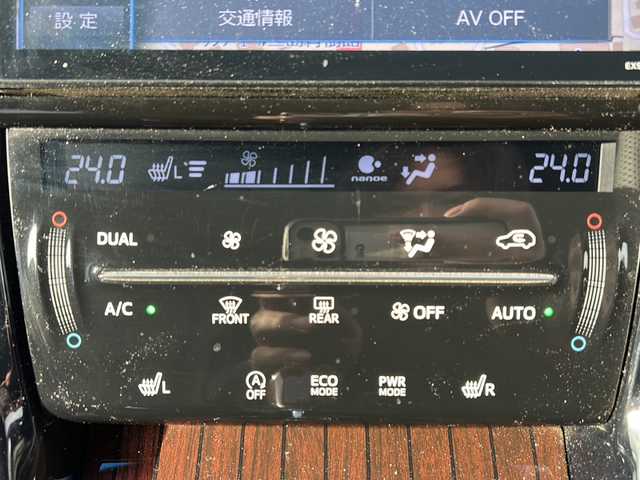 設定 交通情報 AV OFF
24.0 L nanoe 24.0
DUAL
A/C FRONT REAR OFF AUTO
L A OFF ECO MODE PWR MODE R